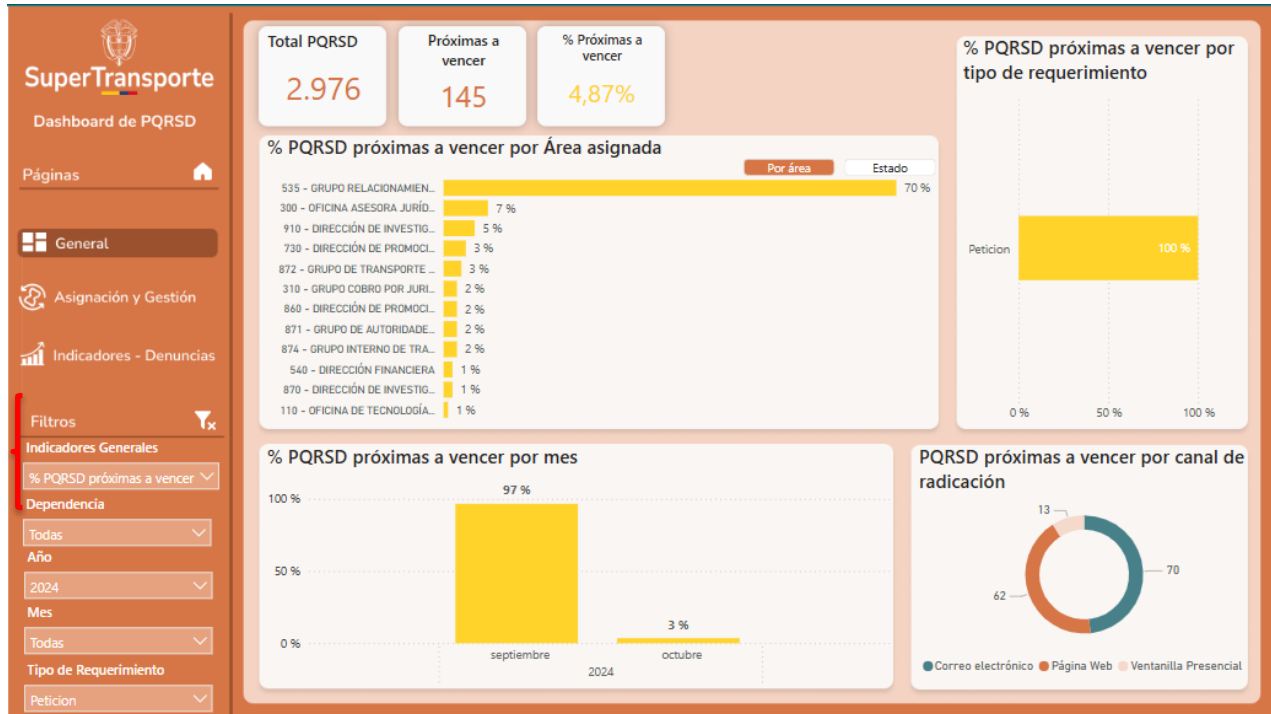 SuperTransporte
Dashboard de PQRSD
Páginas
General
Asignación y Gestión
Indicadores - Denuncias
Filtros
Indicadores Generales
% PQRSD próximas a vencer
Dependencia
Todas
Año
2024
Mes
Todas
Tipo de Requerimiento
Peticion
Total PQRSD
2.976
Próximas a
vencer
145
% Próximas a
vencer
4,87%
% PQRSD próximas a vencer por Área asignada
Por área
Estado
535 - GRUPO RELACIONAMIEN...
70 %
300 - OFICINA ASESORA JURÍD...
7 %
910 - DIRECCIÓN DE INVESTIG...
5 %
730 - DIRECCIÓN DE PROMOCI...
3 %
872 - GRUPO DE TRANSPORTE ...
3 %
310 - GRUPO COBRO POR JURI...
2 %
860 - DIRECCIÓN DE PROMOCI...
2 %
871 - GRUPO DE AUTORIDADE...
2 %
874 - GRUPO INTERNO DE TRA...
2 %
540 - DIRECCIÓN FINANCIERA
1 %
870 - DIRECCIÓN DE INVESTIG...
1 %
110 - OFICINA DE TECNOLOGÍA...
1 %
% PQRSD próximas a vencer por
tipo de requerimiento
Peticion
100 %
0 %
50 %
100 %
% PQRSD próximas a vencer por mes
100 %
50 %
0 %
97 %
3 %
septiembre
octubre
2024
PQRSD próximas a vencer por canal de
radicación
13
70
62
Correo electrónico
Página Web
Ventanilla Presencial